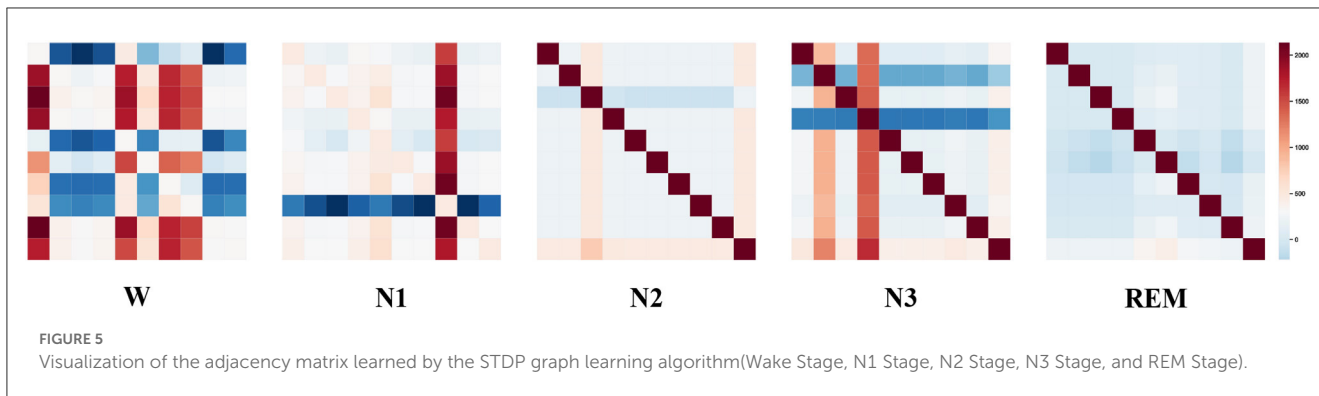 2000
1500
1000
500
0
W N1 N2 N3 REM
FIGURE 5
Visualization of the adjacency matrix learned by the STDP graph learning algorithm(Wake Stage, N1 Stage, N2 Stage, N3 Stage, and REM Stage).